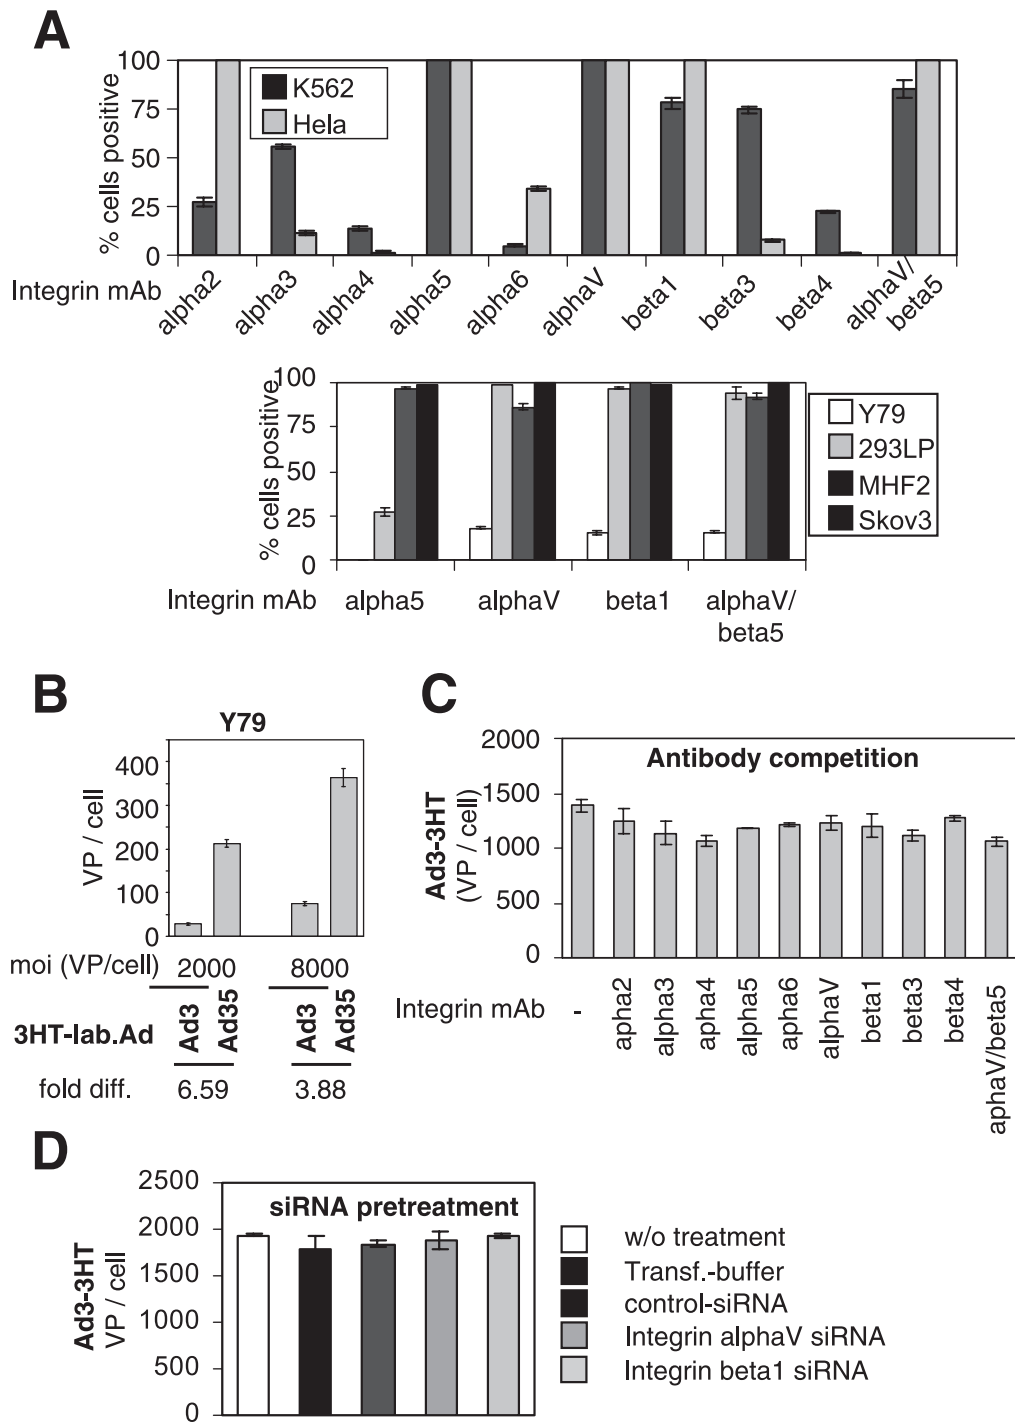 A
% cells positive
100
75
50
25
0
K562
Hela
Integrin mAb
alpha2
alpha3
alpha4
alpha5
alpha6
alphaV
beta1
beta3
beta4
alphaV/
beta5
% cells positive
100
75
50
25
0
Y79
293LP
MHF2
Skov3
Integrin mAb
alpha5
alphaV
beta1
alphaV/
beta5
B
Y79
VP / cell
400
300
200
100
0
moi (VP/cell) 2000 8000
3HT-lab.Ad
Ad3
Ad35
Ad3
Ad35
fold diff. 6.59 3.88
C
Antibody competition
Ad3-3HT
(VP / cell)
2000
1500
1000
500
0
Integrin mAb
-
apha2
alpha3
apha4
alpha5
apha6
alphaV
beta1
beta3
beta4
aphaV/beta5
D
siRNA pretreatment
Ad3-3HT
VP / cell
2500
2000
1500
1000
500
0
w/o treatment
Transf.-buffer
control-siRNA
Integrin alphaV siRNA
Integrin beta1 siRNA